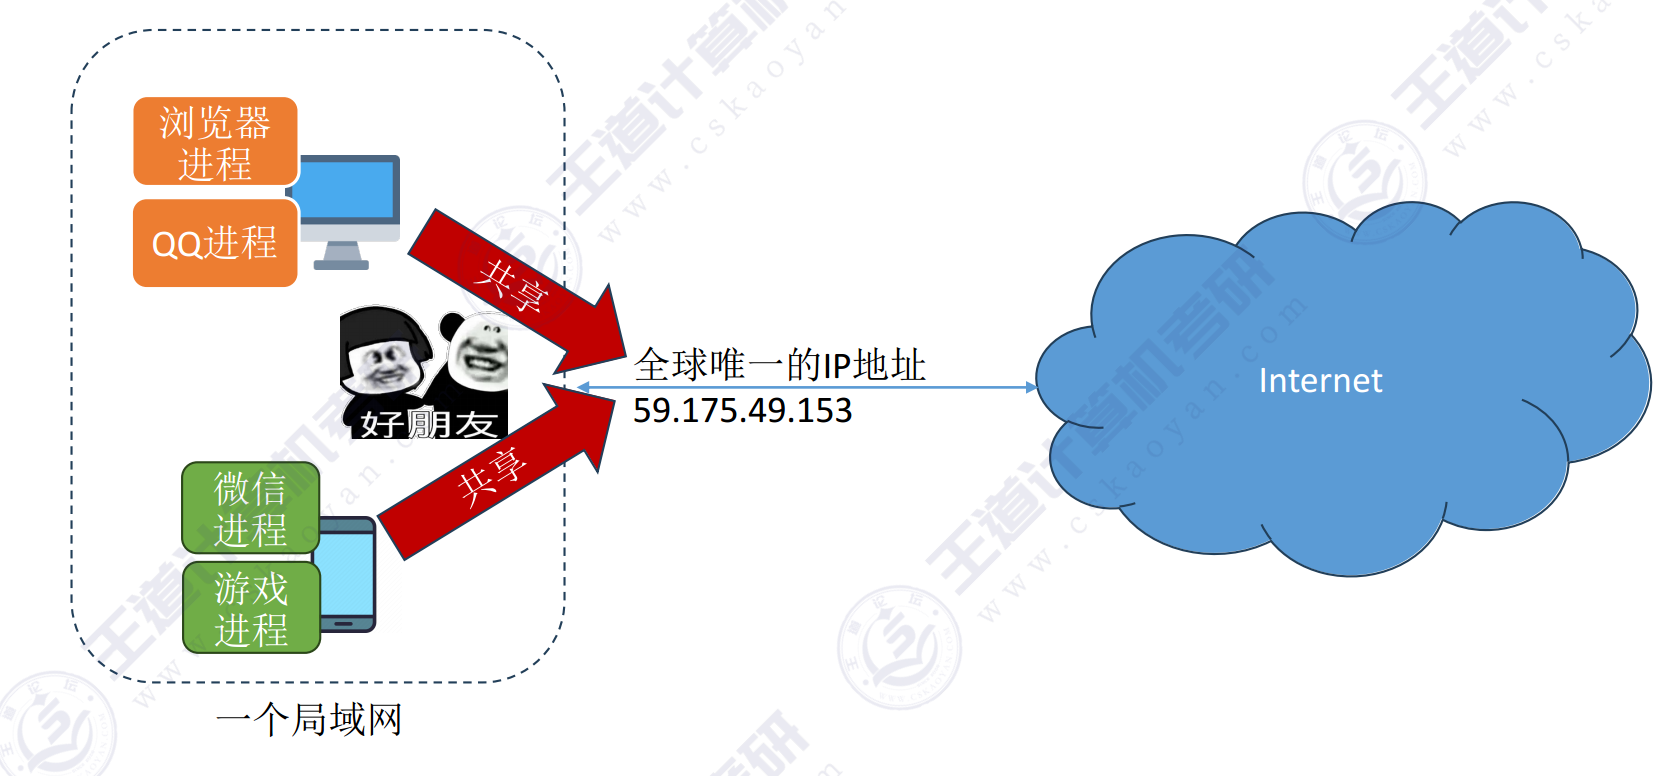 浏览器
进程
QQ进程
共享
好朋友
全球唯一的IP地址
59.175.49.153
Internet
共享
微信
进程
游戏
进程
一个局域网
王道计算机考研
www.cskaoyan.com